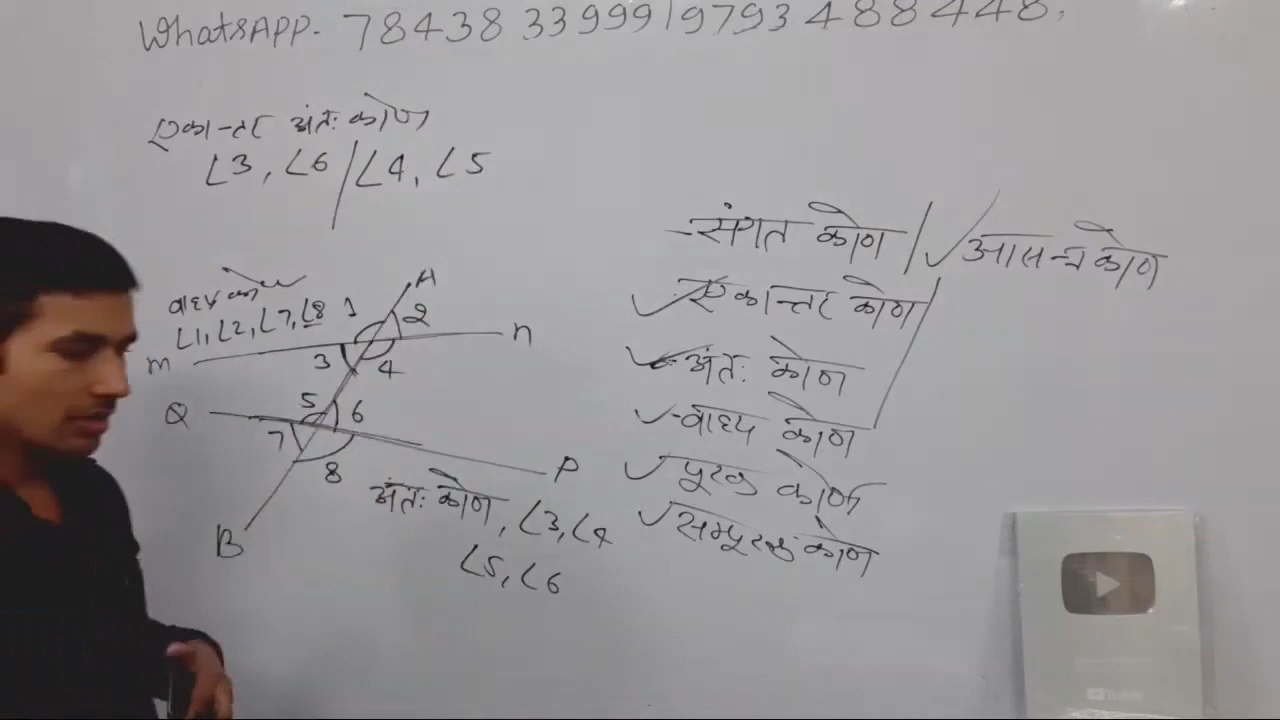 WhatsAPP. 7843833999/9793488448.
एकान्तर अंतः कोण
∠3, ∠6 / ∠4, ∠5
संगत कोण / आसन्न कोण
एकान्तर कोण
अंतः कोण
वाह्य कोण
पूरक कोण
सम्पूरक कोण
वाह्य कोण
∠1, ∠2, ∠7, ∠8
A
1 2
m n
3 4
Q 5 6
7 8
P
B
अंतः कोण, ∠3, ∠4
∠5, ∠6